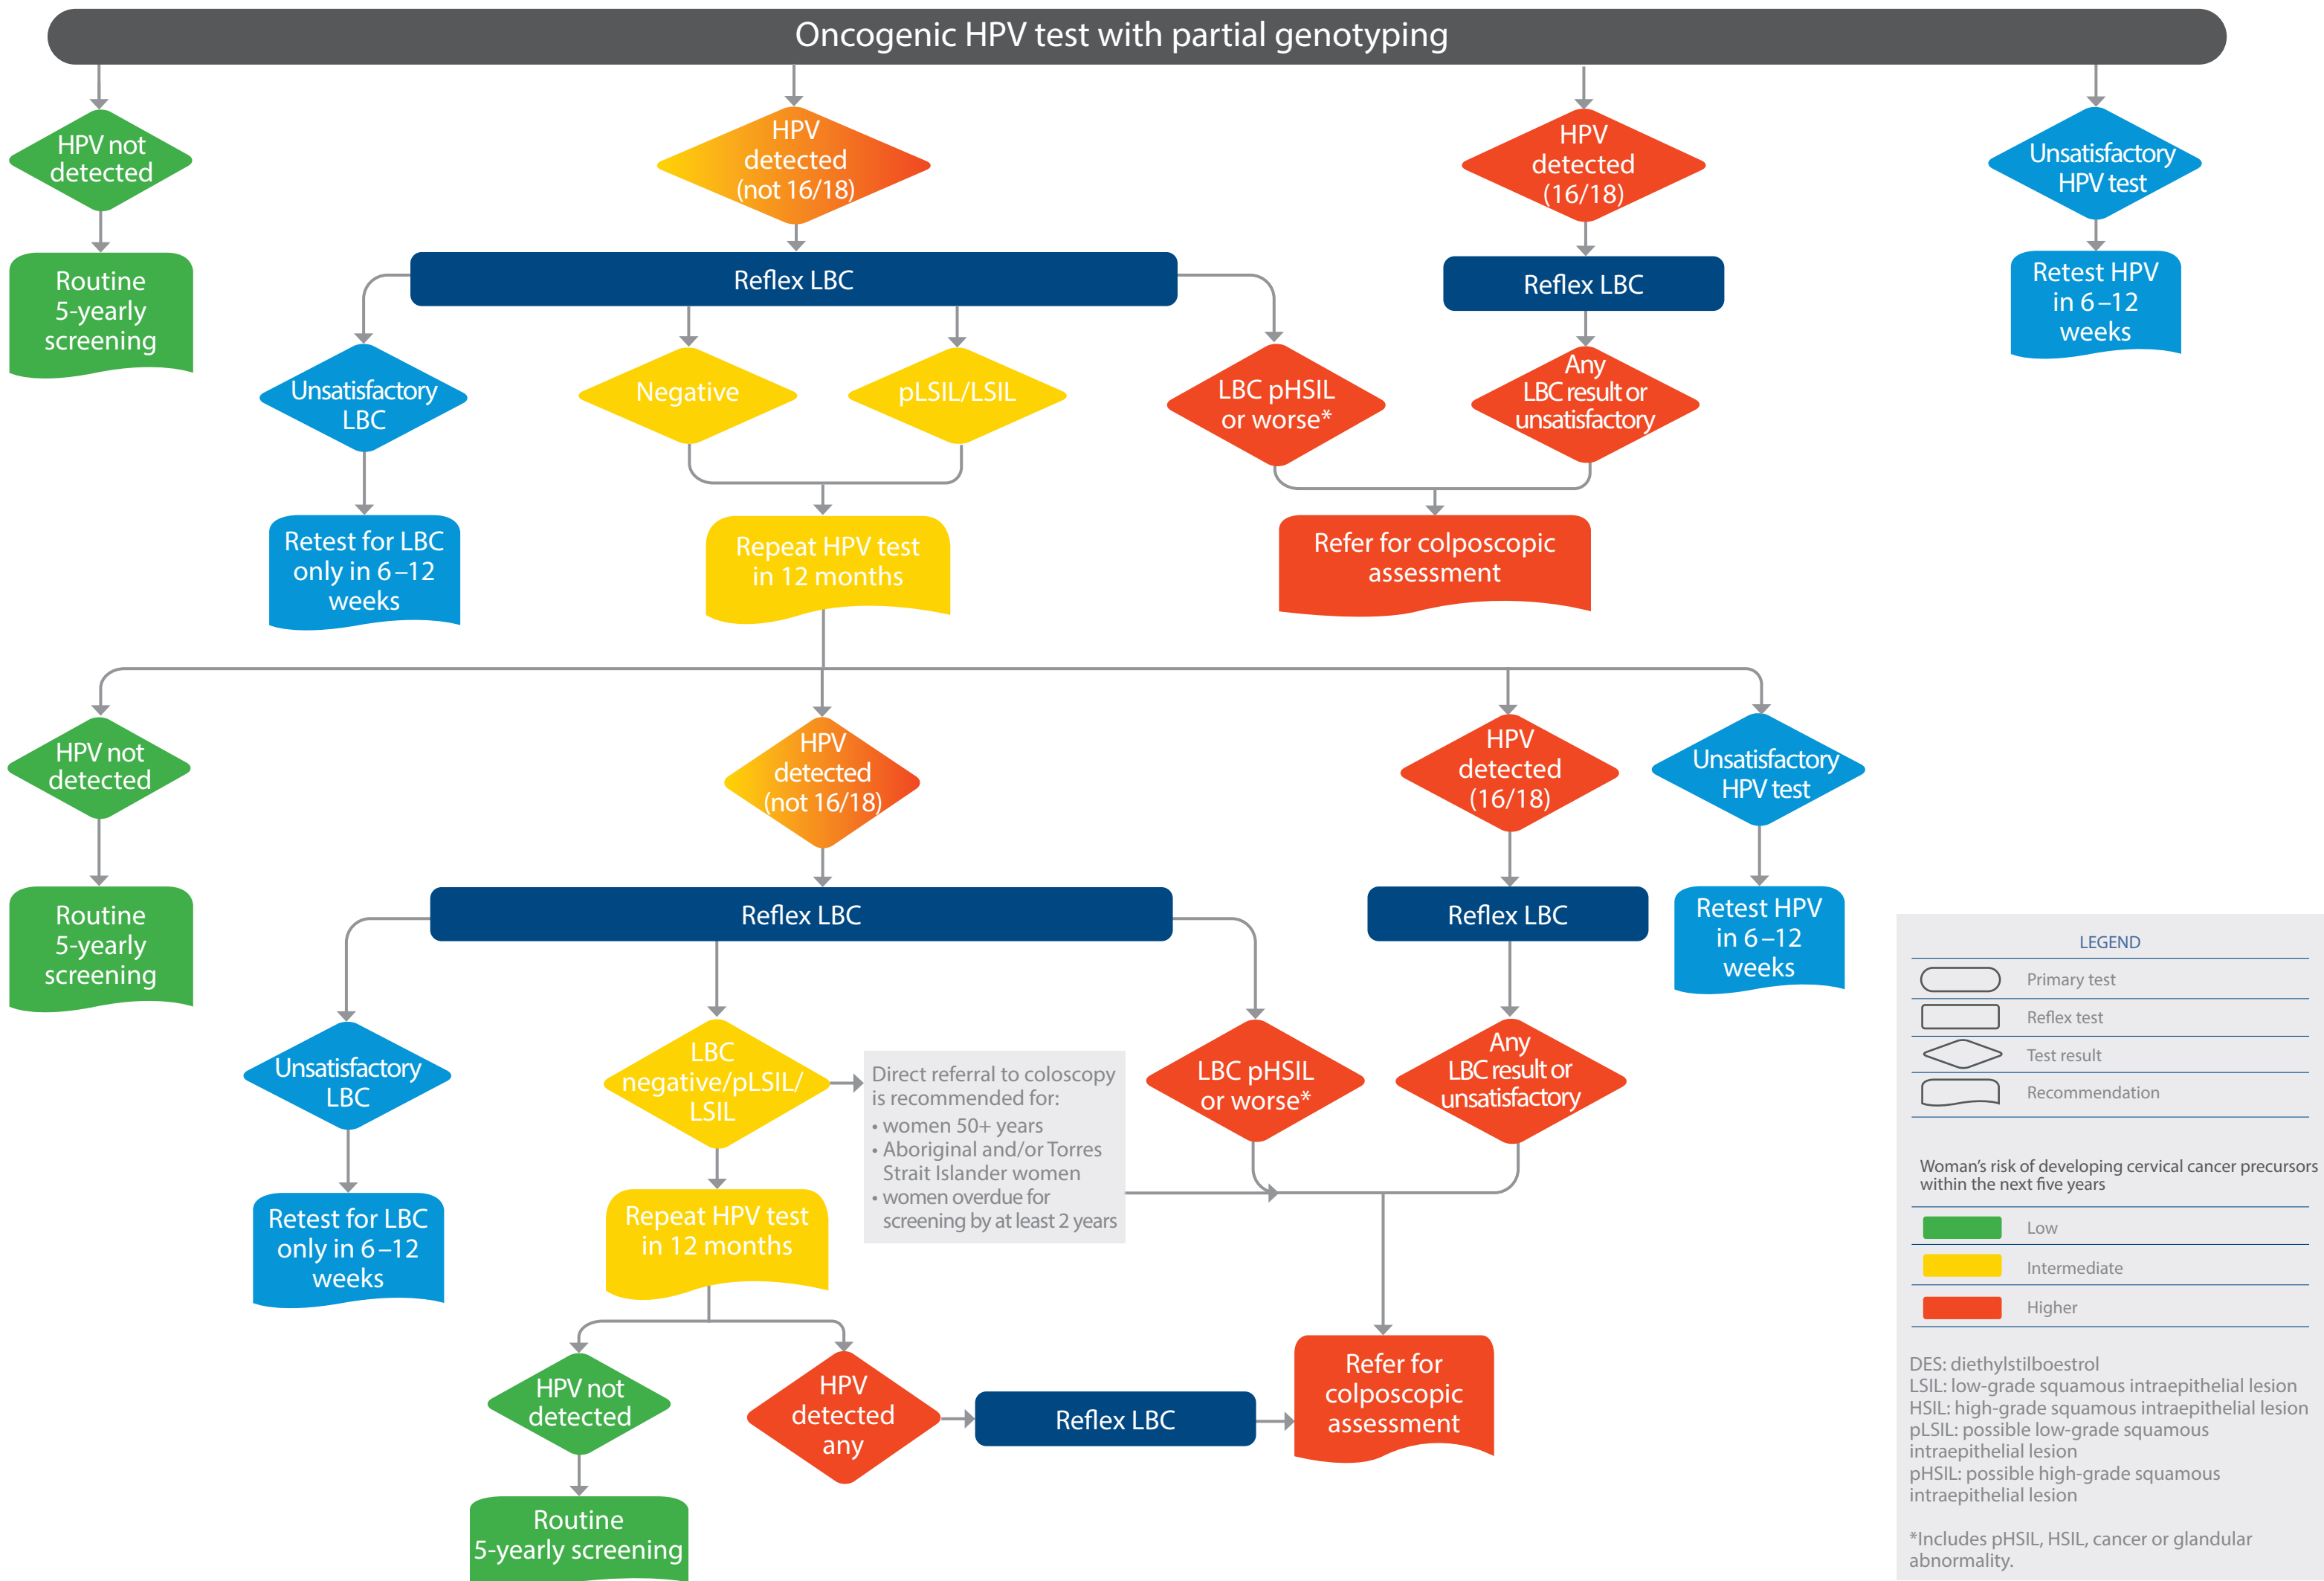 Oncogenic HPV test with partial genotyping
HPV not
detected
HPV
detected
(not 16/18)
HPV
detected
(16/18)
Unsatisfactory
HPV test
Routine
5-yearly
screening
Reflex LBC
Reflex LBC
Retest HPV
in 6–12
weeks
Unsatisfactory
LBC
Negative
pLSIL/LSIL
LBC pHSIL
or worse*
Any
LBC result or
unsatisfactory
Retest for LBC
only in 6–12
weeks
Repeat HPV test
in 12 months
Refer for colposcopic
assessment
HPV not
detected
HPV
detected
(not 16/18)
HPV
detected
(16/18)
Unsatisfactory
HPV test
Routine
5-yearly
screening
Reflex LBC
Reflex LBC
Retest HPV
in 6–12
weeks
Unsatisfactory
LBC
LBC
negative/pLSIL/
LSIL
Direct referral to coloscopy
is recommended for:
• women 50+ years
• Aboriginal and/or Torres
Strait Islander women
• women overdue for
screening by at least 2 years
LBC pHSIL
or worse*
Any
LBC result or
unsatisfactory
Retest for LBC
only in 6–12
weeks
Repeat HPV test
in 12 months
HPV not
detected
HPV
detected
any
Reflex LBC
Refer for
colposcopic
assessment
Routine
5-yearly screening
LEGEND
Primary test
Reflex test
Test result
Recommendation
Woman's risk of developing cervical cancer precursors
within the next five years
Low
Intermediate
Higher
DES: diethylstilboestrol
LSIL: low-grade squamous intraepithelial lesion
HSIL: high-grade squamous intraepithelial lesion
pLSIL: possible low-grade squamous
intraepithelial lesion
pHSIL: possible high-grade squamous
intraepithelial lesion
*Includes pHSIL, HSIL, cancer or glandular
abnormality.